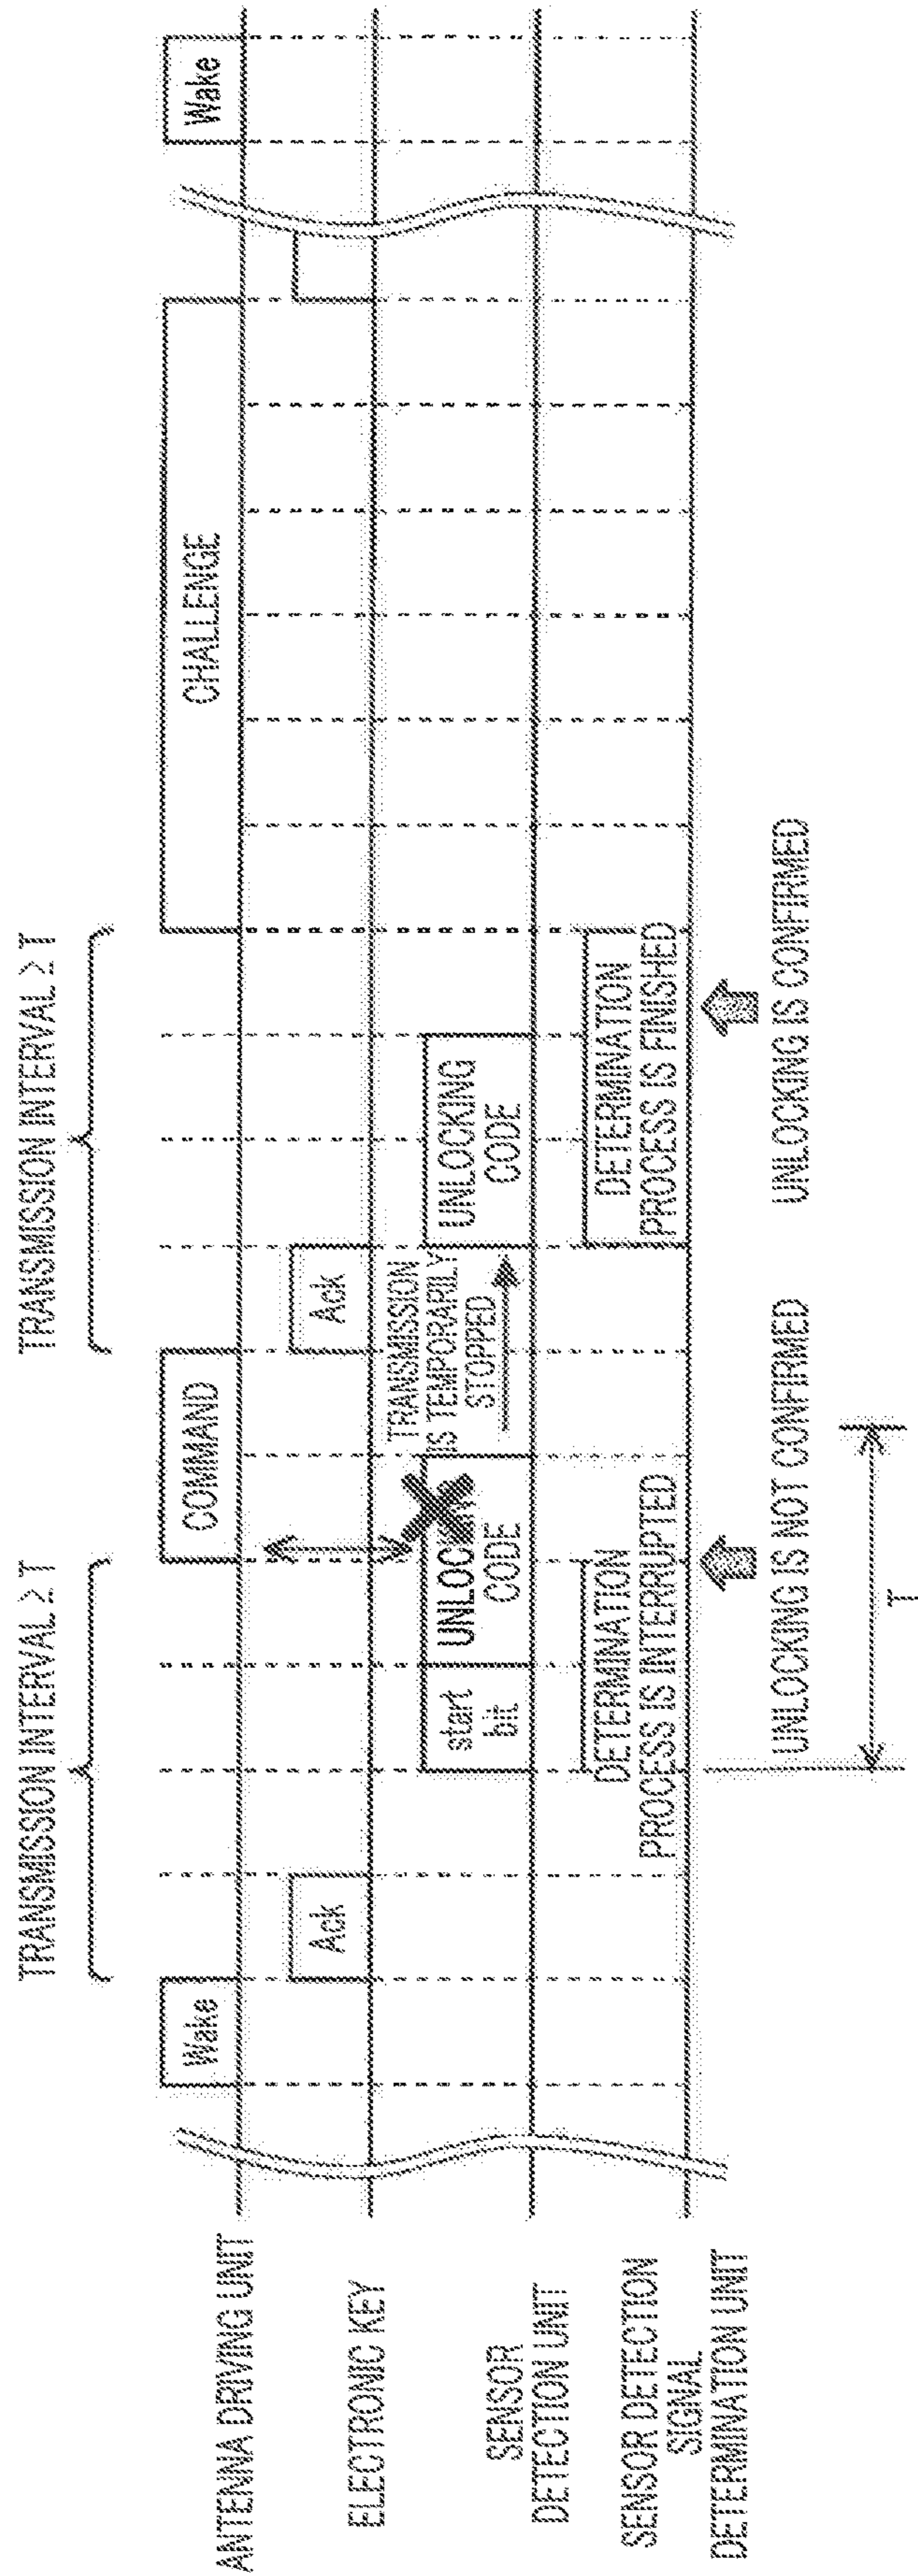 TRANSMISSION INTERVAL ≥ T
TRANSMISSION INTERVAL ≥ T
ANTENNA DRIVING UNIT
Wake
COMMAND
CHALLENGE
Wake
ELECTRONIC KEY
Ack
Ack
SENSOR
DETECTION UNIT
start
bit
UNLOCKING
CODE
TRANSMISSION
IS TEMPORARILY
STOPPED
UNLOCKING
CODE
SENSOR DETECTION
SIGNAL
DETERMINATION UNIT
DETERMINATION
PROCESS IS INTERRUPTED
DETERMINATION
PROCESS IS FINISHED
UNLOCKING IS NOT CONFIRMED
UNLOCKING IS CONFIRMED
T